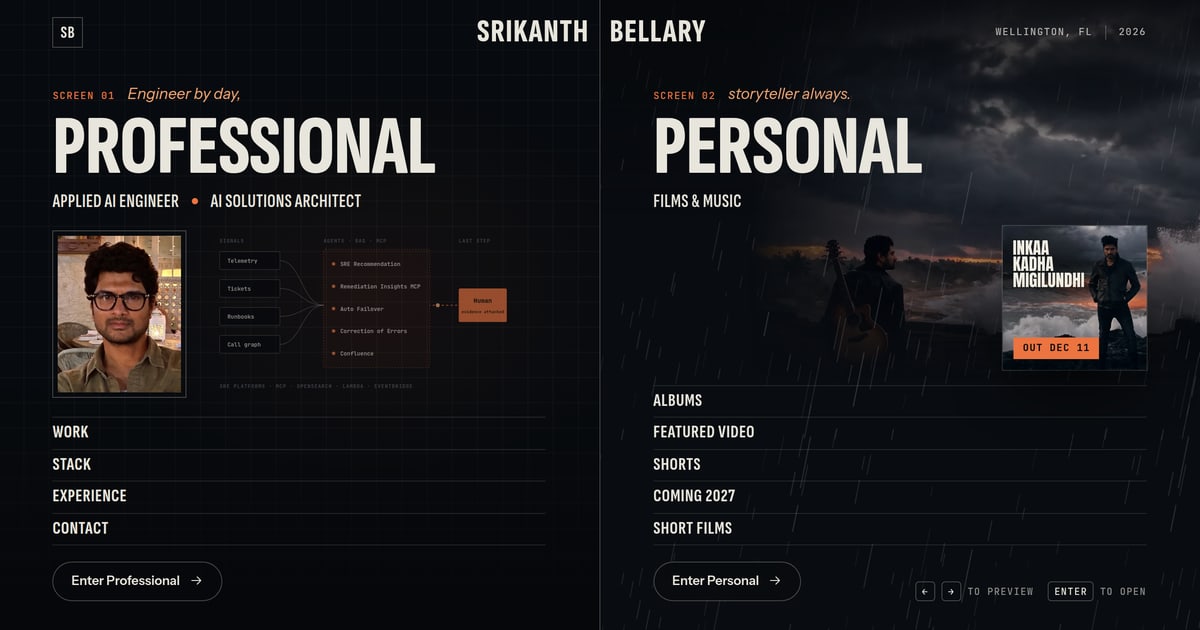 SB
SRIKANTH BELLARY
WELLINGTON, FL | 2026
SCREEN 01 Engineer by day,
PROFESSIONAL
APPLIED AI ENGINEER • AI SOLUTIONS ARCHITECT
SIGNALS
Telemetry
Tickets
Runbooks
Call graph
AGENTS · RAG · MCP
SRE Recommendation
Remediation Insights MCP
Auto Failover
Correction of Errors
Confluence
LAST STEP
Human
evidence attached
SRE PLATFORMS · MCP · OPENSEARCH · LAMBDA · EVENTBRIDGE
WORK
STACK
EXPERIENCE
CONTACT
Enter Professional →
SCREEN 02 storyteller always.
PERSONAL
FILMS & MUSIC
INKAA
KADHA
MIGILUNDHI
OUT DEC 11
ALBUMS
FEATURED VIDEO
SHORTS
COMING 2027
SHORT FILMS
Enter Personal →
← → TO PREVIEW ENTER TO OPEN